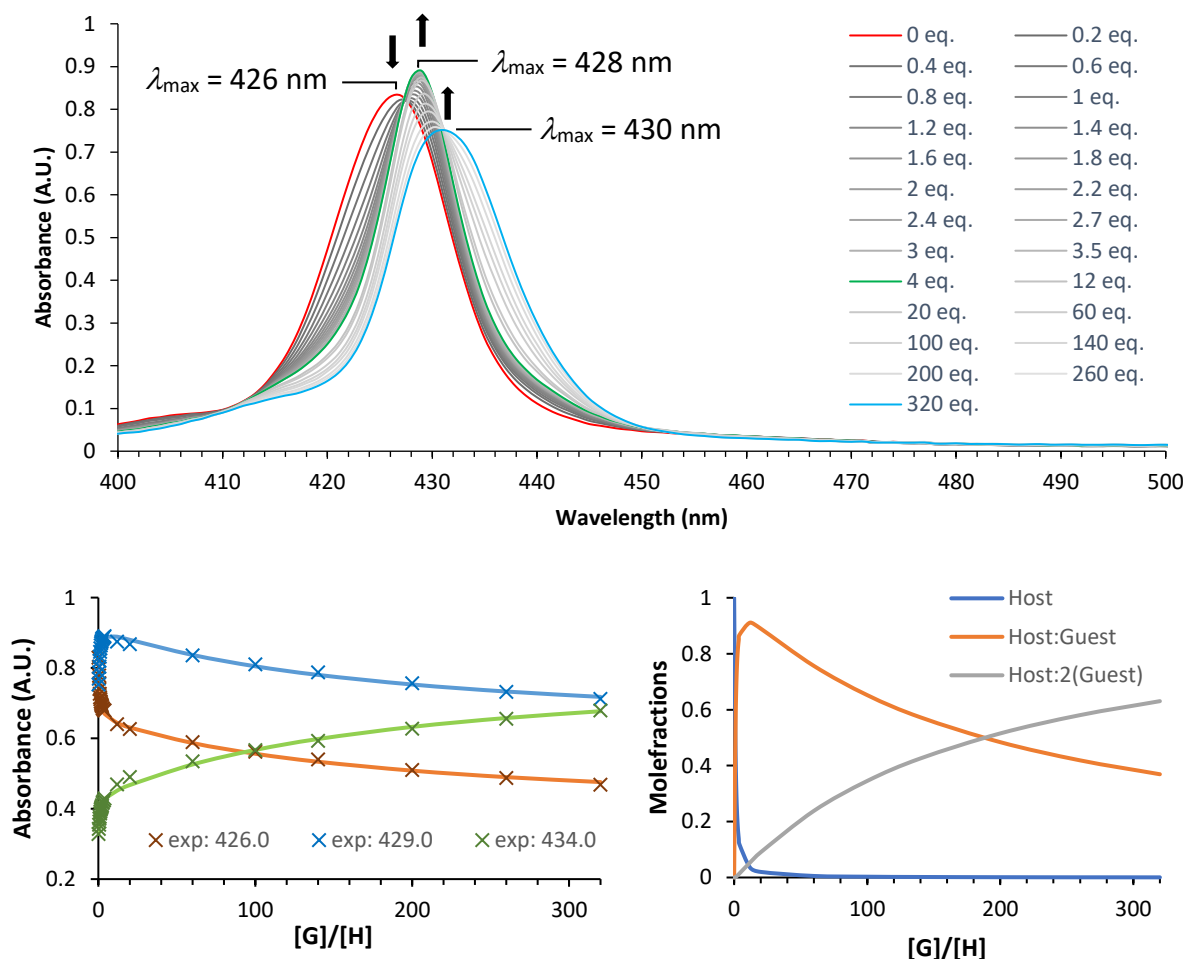 1
0.9
0.8
0.7
0.6
0.5
0.4
0.3
0.2
0.1
0
Absorbance (A.U.)
400 410 420 430 440 450 460 470 480 490 500
Wavelength (nm)
λmax = 426 nm
λmax = 428 nm
λmax = 430 nm
0 eq. 0.2 eq.
0.4 eq. 0.6 eq.
0.8 eq. 1 eq.
1.2 eq. 1.4 eq.
1.6 eq. 1.8 eq.
2 eq. 2.2 eq.
2.4 eq. 2.7 eq.
3 eq. 3.5 eq.
4 eq. 12 eq.
20 eq. 60 eq.
100 eq. 140 eq.
200 eq. 260 eq.
320 eq.
1
0.8
0.6
0.4
0.2
Absorbance (A.U.)
exp: 426.0 exp: 429.0 exp: 434.0
0 100 200 300
[G]/[H]
1
0.8
0.6
0.4
0.2
0
Molefractions
Host
Host:Guest
Host:2(Guest)
0 100 200 300
[G]/[H]